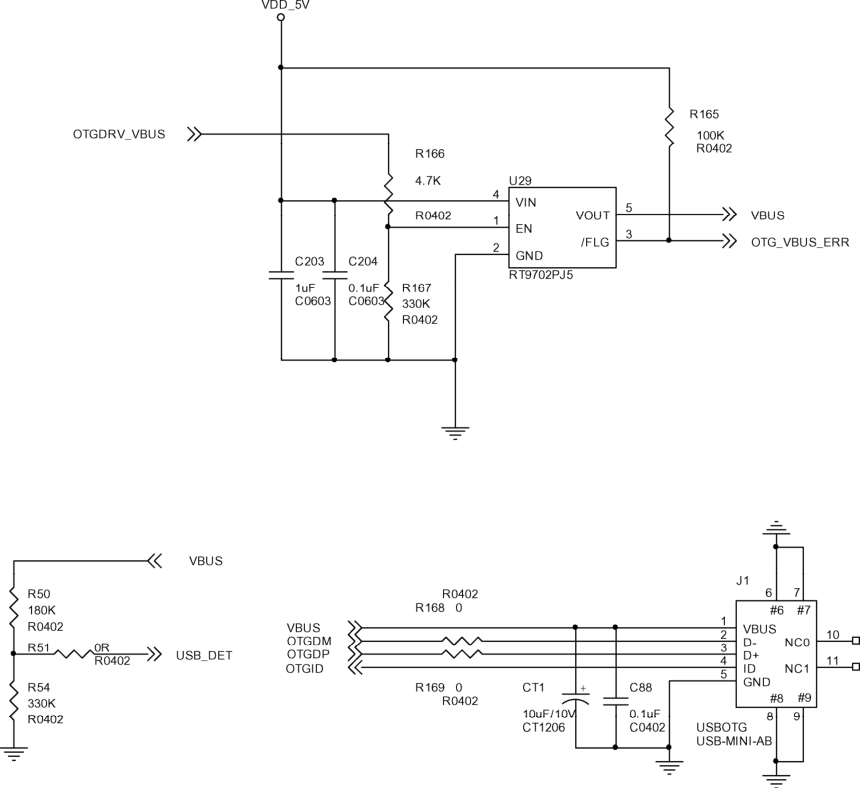 VDD_5V
R165
100K
R0402
OTGDRV_VBUS
R166
4.7K
R0402
U29
4 VIN
1 EN
2 GND
VOUT 5
/FLG 3
RT9702PJ5
VBUS
OTG_VBUS_ERR
C203
1uF
C0603
C204
0.1uF
C0603
R167
330K
R0402
VBUS
R50
180K
R0402
R51 0R
R0402
USB_DET
R54
330K
R0402
R0402
R168 0
VBUS
OTGDM
OTGDP
OTGID
R169 0
R0402
CT1
+
10uF/10V
CT1206
C88
0.1uF
C0402
J1
6 7
#6 #7
1 VBUS
2 D-
3 D+
4 ID
5 GND
NC0 10
NC1 11
#8 #9
8 9
USBOTG
USB-MINI-AB